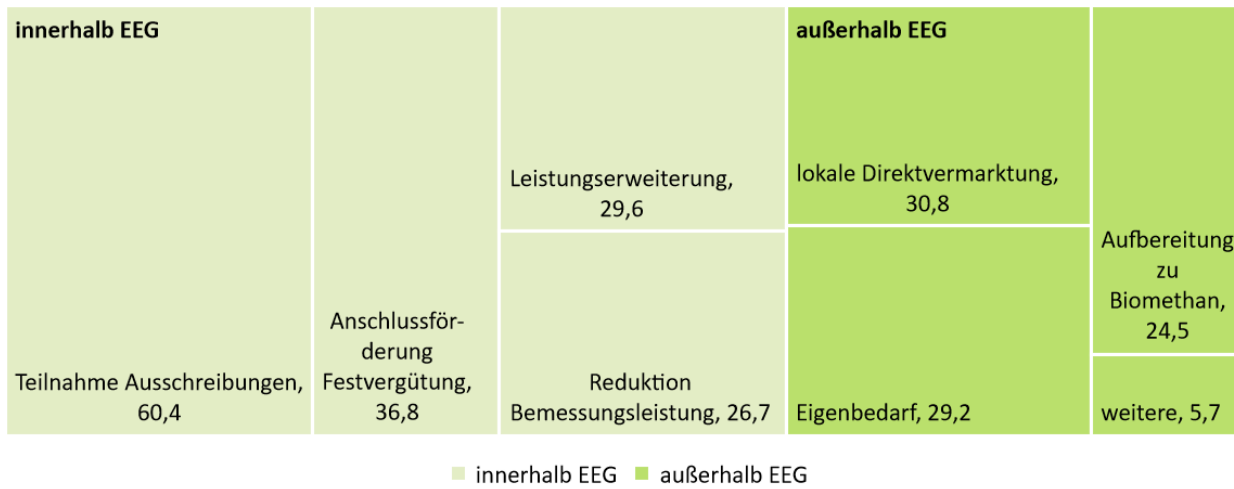 innerhalb EEG
Teilnahme Ausschreibungen,
60,4
Anschlussför-
derung
Festvergütung,
36,8
Leistungserweiterung,
29,6
Reduktion
Bemessungsleistung, 26,7
außerhalb EEG
lokale Direktvermarktung,
30,8
Eigenbedarf, 29,2
Aufbereitung
zu
Biomethan,
24,5
weitere, 5,7
innerhalb EEG
außerhalb EEG